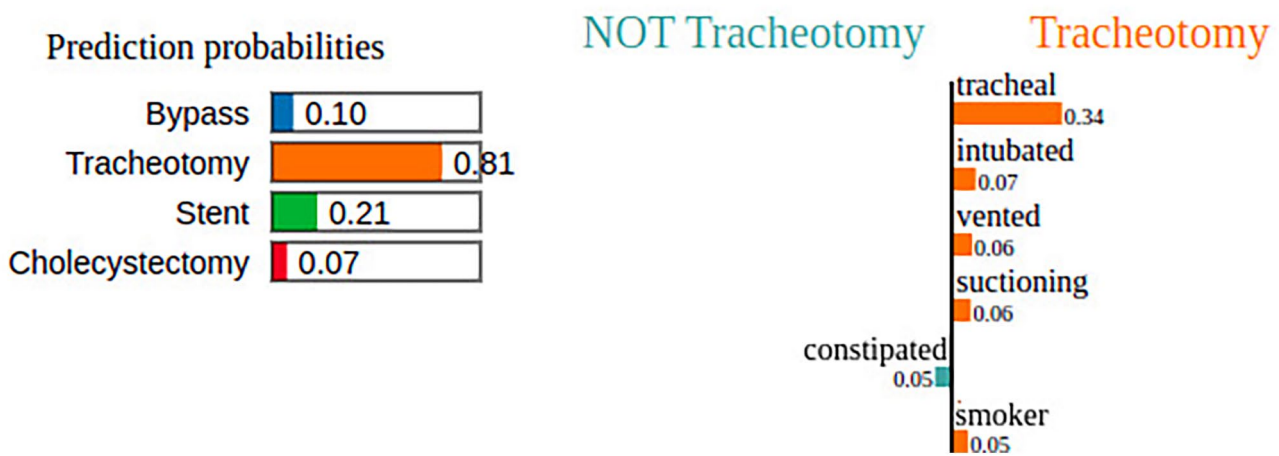 Prediction probabilities
Bypass 0.10
Tracheotomy 0.81
Stent 0.21
Cholecystectomy 0.07
NOT Tracheotomy Tracheotomy
tracheal
0.34
intubated
0.07
vented
0.06
suctioning
0.06
constipated
0.05
smoker
0.05